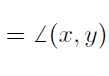 = ∠(x, y)